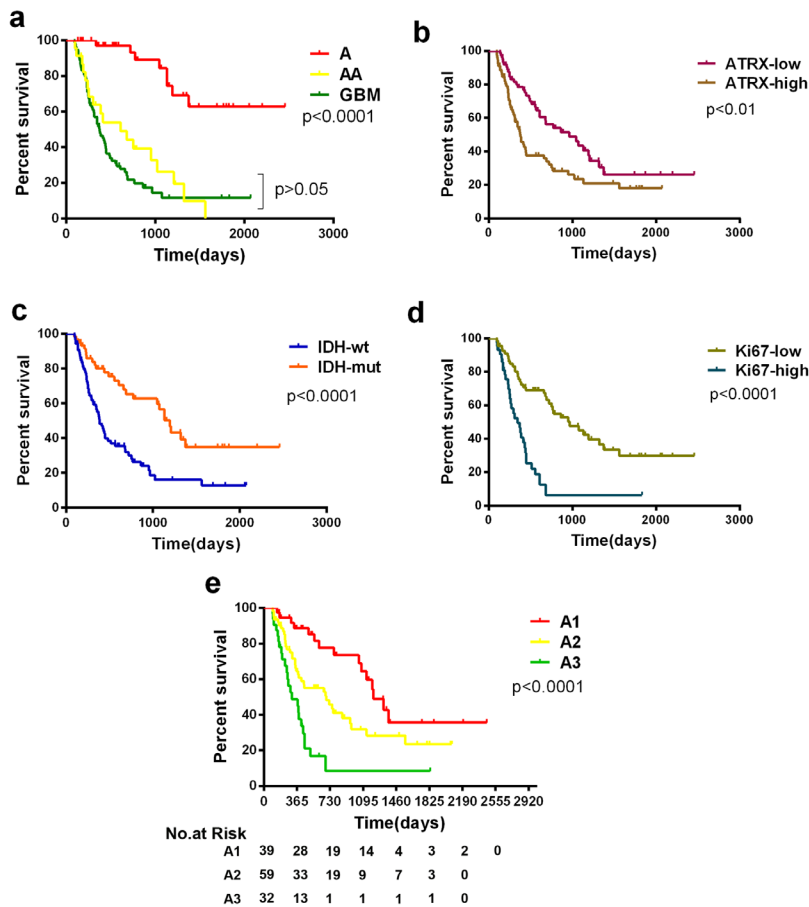 a
Percent survival
100
80
60
40
20
0
0 1000 2000 3000
Time(days)
A
AA
GBM
p<0.0001
p>0.05
b
Percent survival
100
80
60
40
20
0
0 1000 2000 3000
Time(days)
ATRX-low
ATRX-high
p<0.01
c
Percent survival
100
80
60
40
20
0
0 1000 2000 3000
Time(days)
IDH-wt
IDH-mut
p<0.0001
d
Percent survival
100
80
60
40
20
0
0 1000 2000 3000
Time(days)
Ki67-low
Ki67-high
p<0.0001
e
Percent survival
100
80
60
40
20
0
0 365 730 1095 1460 1825 2190 2555 2920
Time(days)
A1
A2
A3
p<0.0001
No.at Risk
A1 39 28 19 14 4 3 2 0
A2 59 33 19 9 7 3 0
A3 32 13 1 1 1 1 0